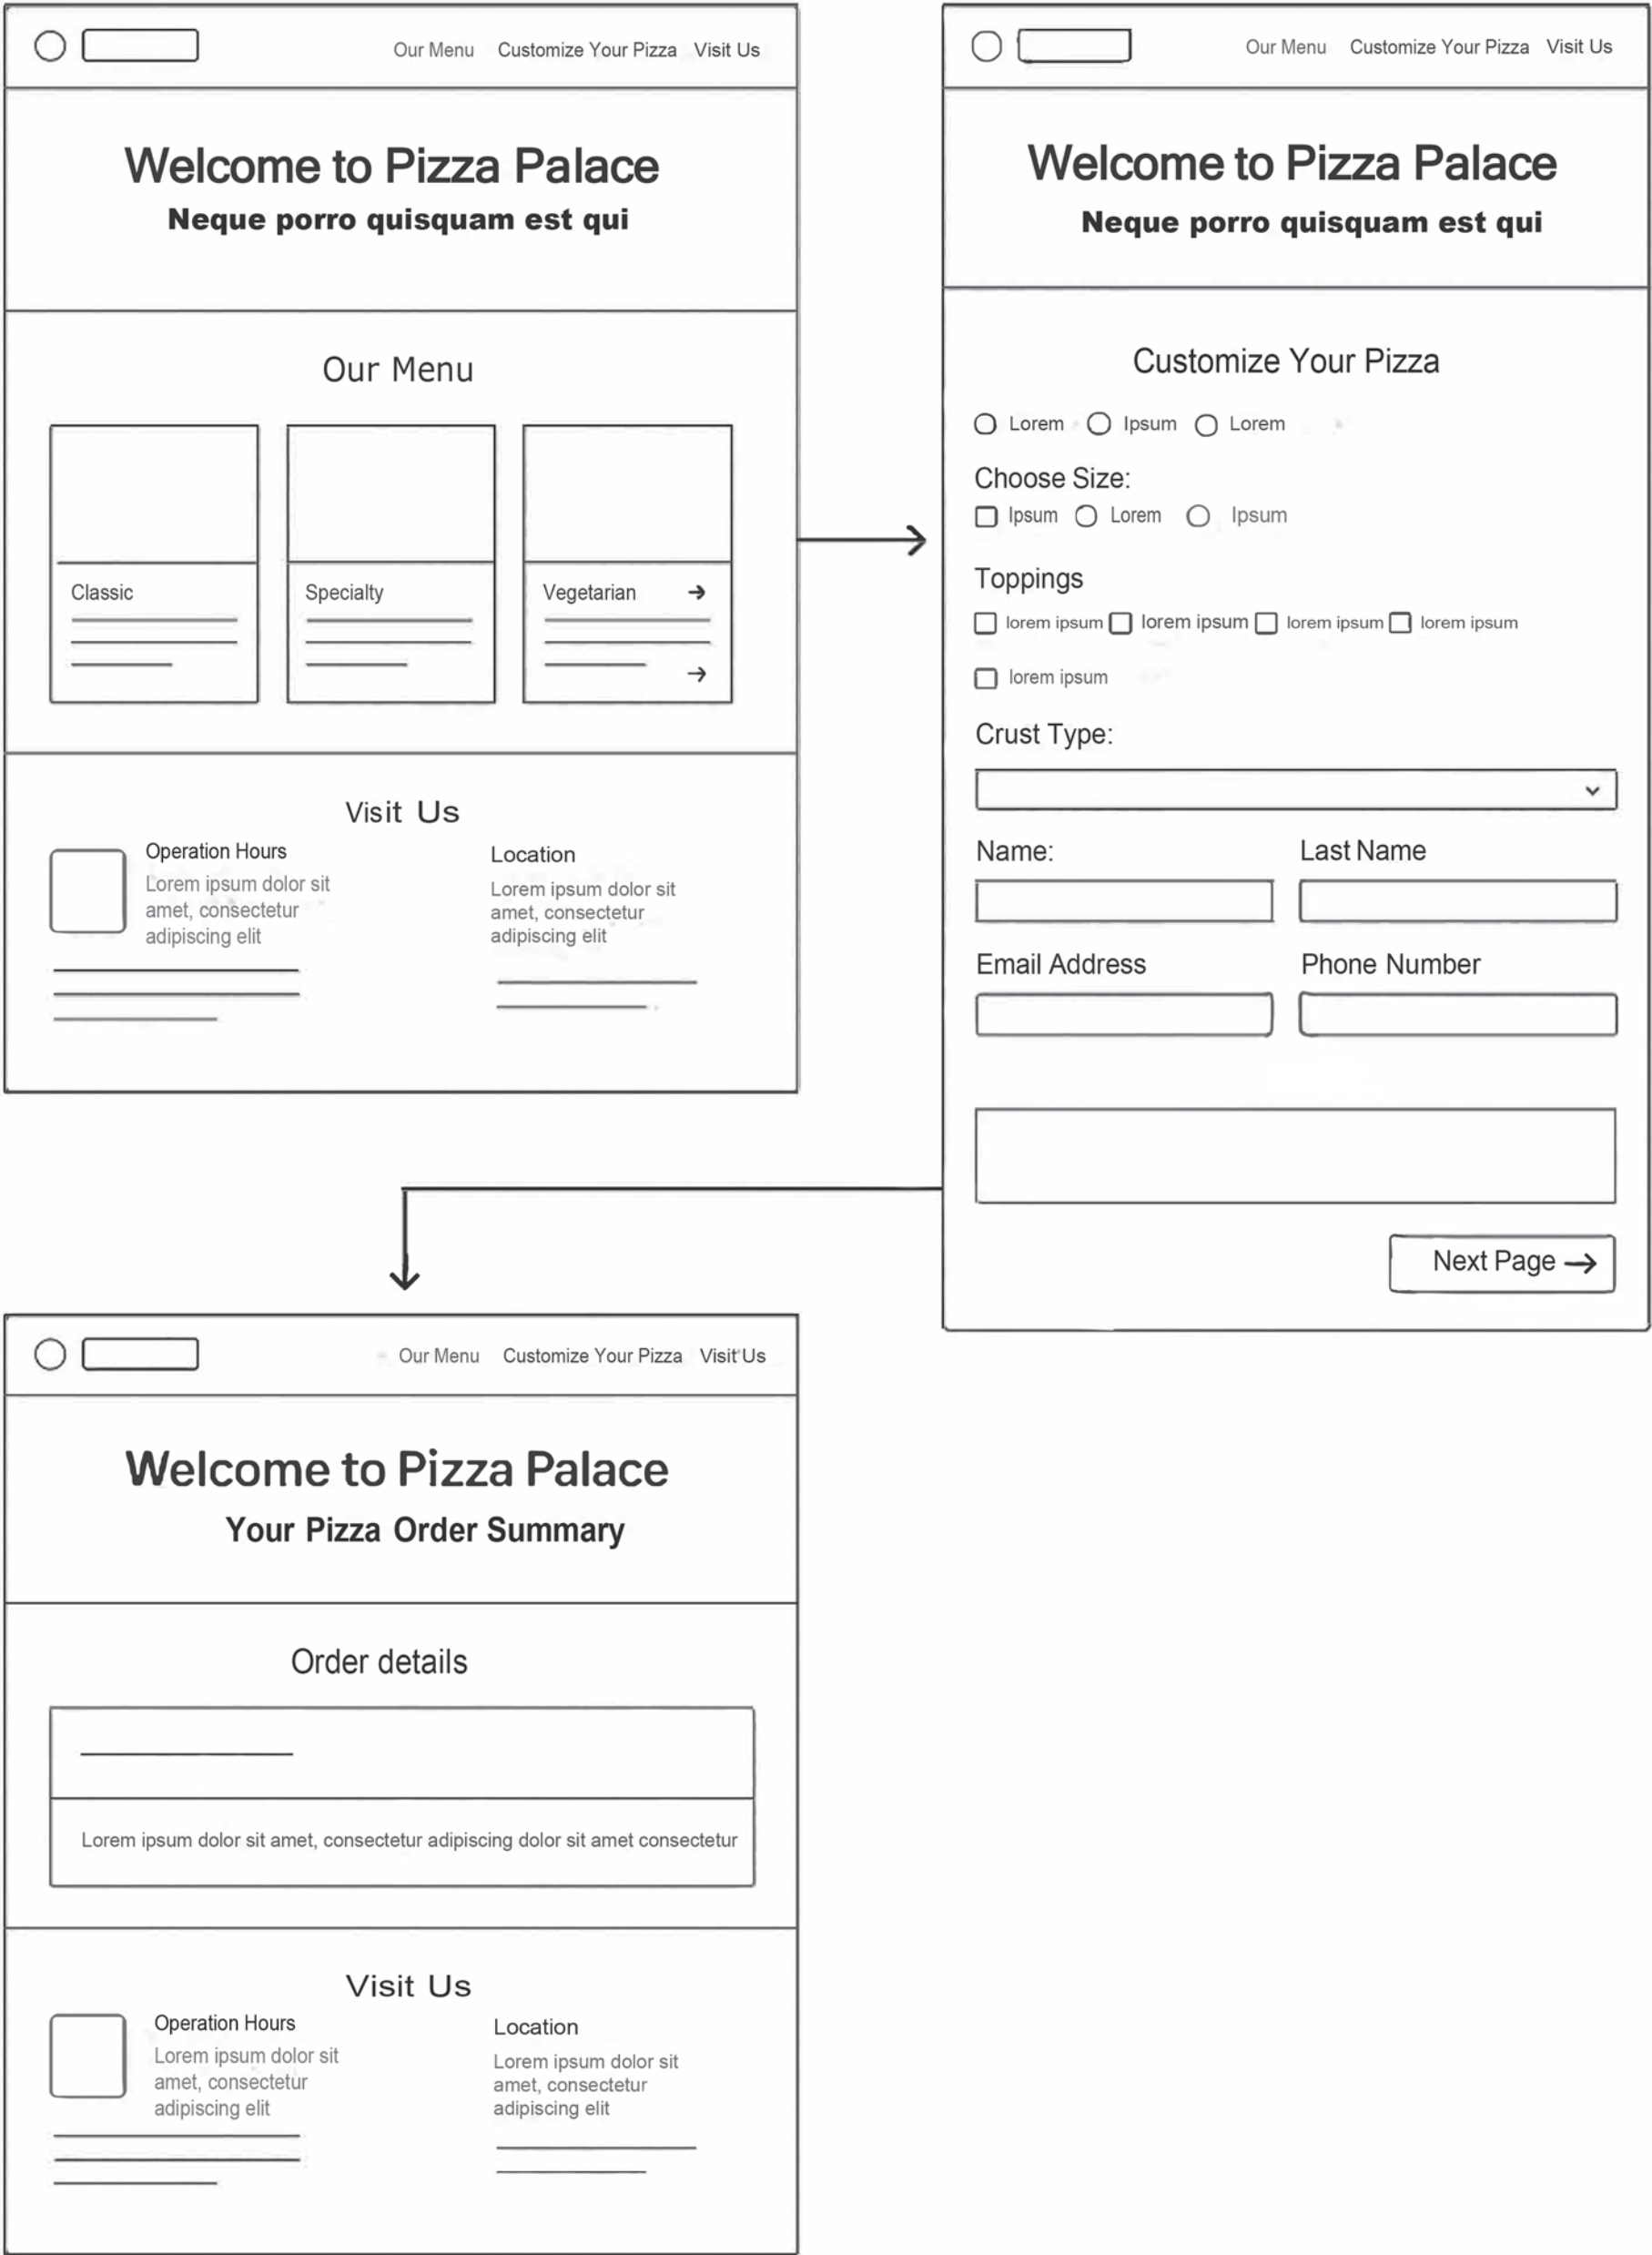 Our Menu Customize Your Pizza Visit Us
Welcome to Pizza Palace
Neque porro quisquam est qui
Our Menu
Classic
Specialty
Vegetarian
Visit Us
Operation Hours
Lorem ipsum dolor sit
amet, consectetur
adipiscing elit
Location
Lorem ipsum dolor sit
amet, consectetur
adipiscing elit
Our Menu Customize Your Pizza Visit Us
Welcome to Pizza Palace
Neque porro quisquam est qui
Customize Your Pizza
Lorem Ipsum Lorem
Choose Size:
Ipsum Lorem Ipsum
Toppings
lorem ipsum lorem ipsum lorem ipsum lorem ipsum
lorem ipsum
Crust Type:
Name: Last Name
Email Address Phone Number
Next Page
Our Menu Customize Your Pizza Visit Us
Welcome to Pizza Palace
Your Pizza Order Summary
Order details
Lorem ipsum dolor sit amet, consectetur adipiscing dolor sit amet consectetur
Visit Us
Operation Hours
Lorem ipsum dolor sit
amet, consectetur
adipiscing elit
Location
Lorem ipsum dolor sit
amet, consectetur
adipiscing elit